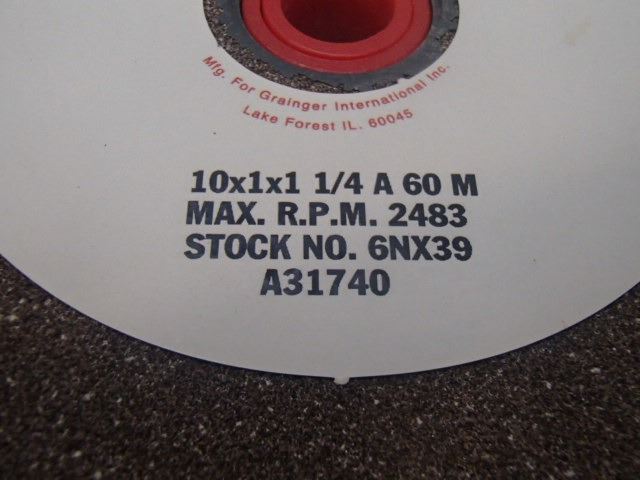 Mfg. For Grainger International Inc.
Lake Forest IL. 60045
10x1x1 1/4 A 60 M
MAX. R.P.M. 2483
STOCK NO. 6NX39
A31740